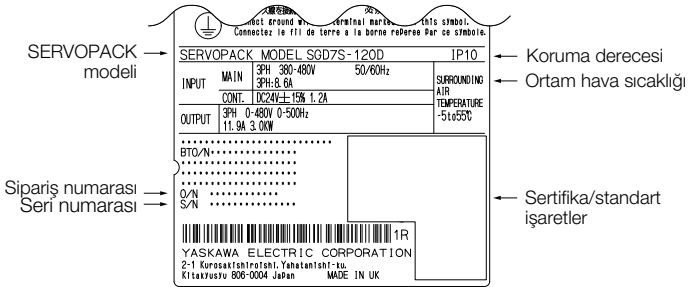 nect ground wi terminal marke this symbol.
Connectez le fil de terre a la borne reperee Par ce symbole.
SERVOPACK modeli
SERVOPACK MODEL SGD7S-120D IP10
Koruma derecesi
INPUT MAIN 3PH 380-480V 50/60Hz
3PH:8.6A
CONT. DC24V±15% 1.2A
SURROUNDING AIR TEMPERATURE -5to55℃
Ortam hava sıcaklığı
OUTPUT 3PH 0-480V 0-500Hz
11.9A 3.0KW
BTO/N
Sipariş numarası
O/N
Seri numarası
S/N
Sertifika/standart işaretler
1R
YASKAWA ELECTRIC CORPORATION
2-1 Kurosakishiroishi, Yahatanishi-ku,
Kitakyusyu 806-0004 Japan MADE IN UK